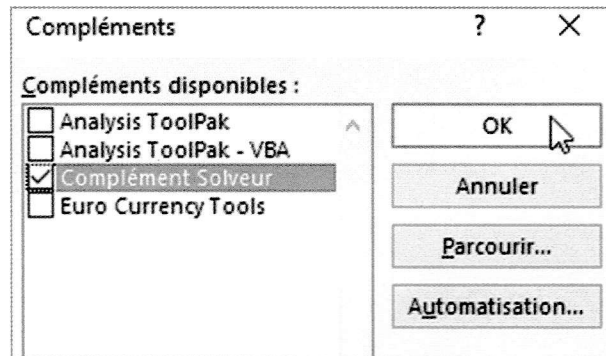 Compléments ?
Compléments disponibles :
Analysis ToolPak
Analysis ToolPak - VBA
Complément Solveur
Euro Currency Tools
OK
Annuler
Parcourir...
Automatisation...